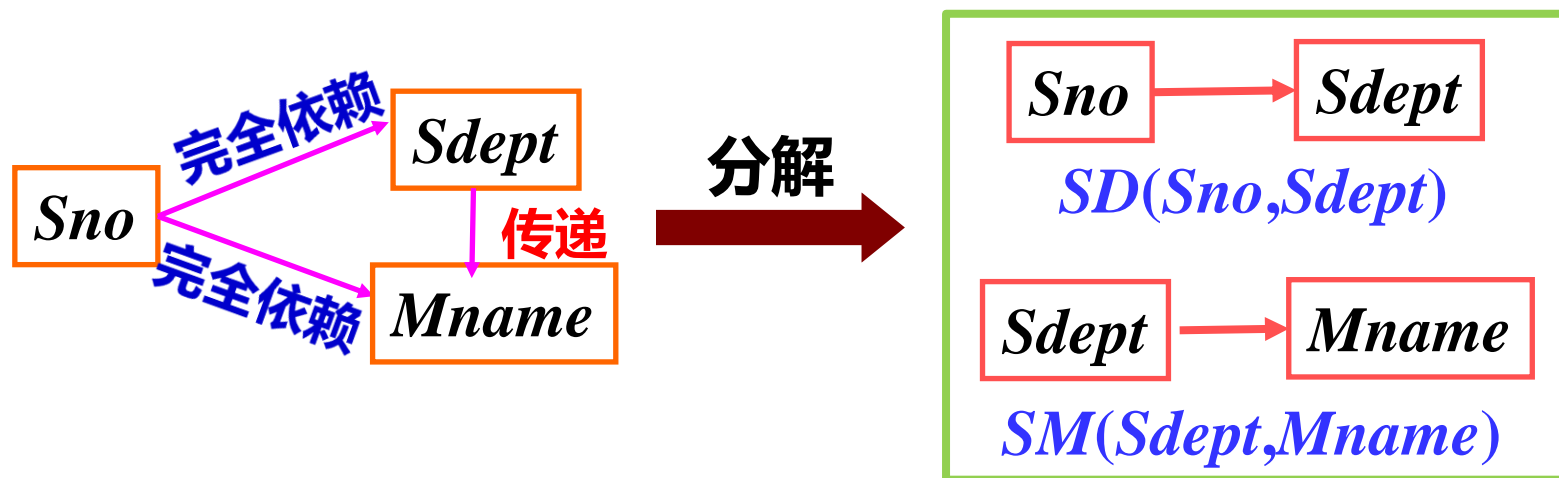 完全依赖
Sdept
Sno
传递
完全依赖
Mname
分解
Sno
Sdept
SD(Sno,Sdept)
Sdept
Mname
SM(Sdept,Mname)